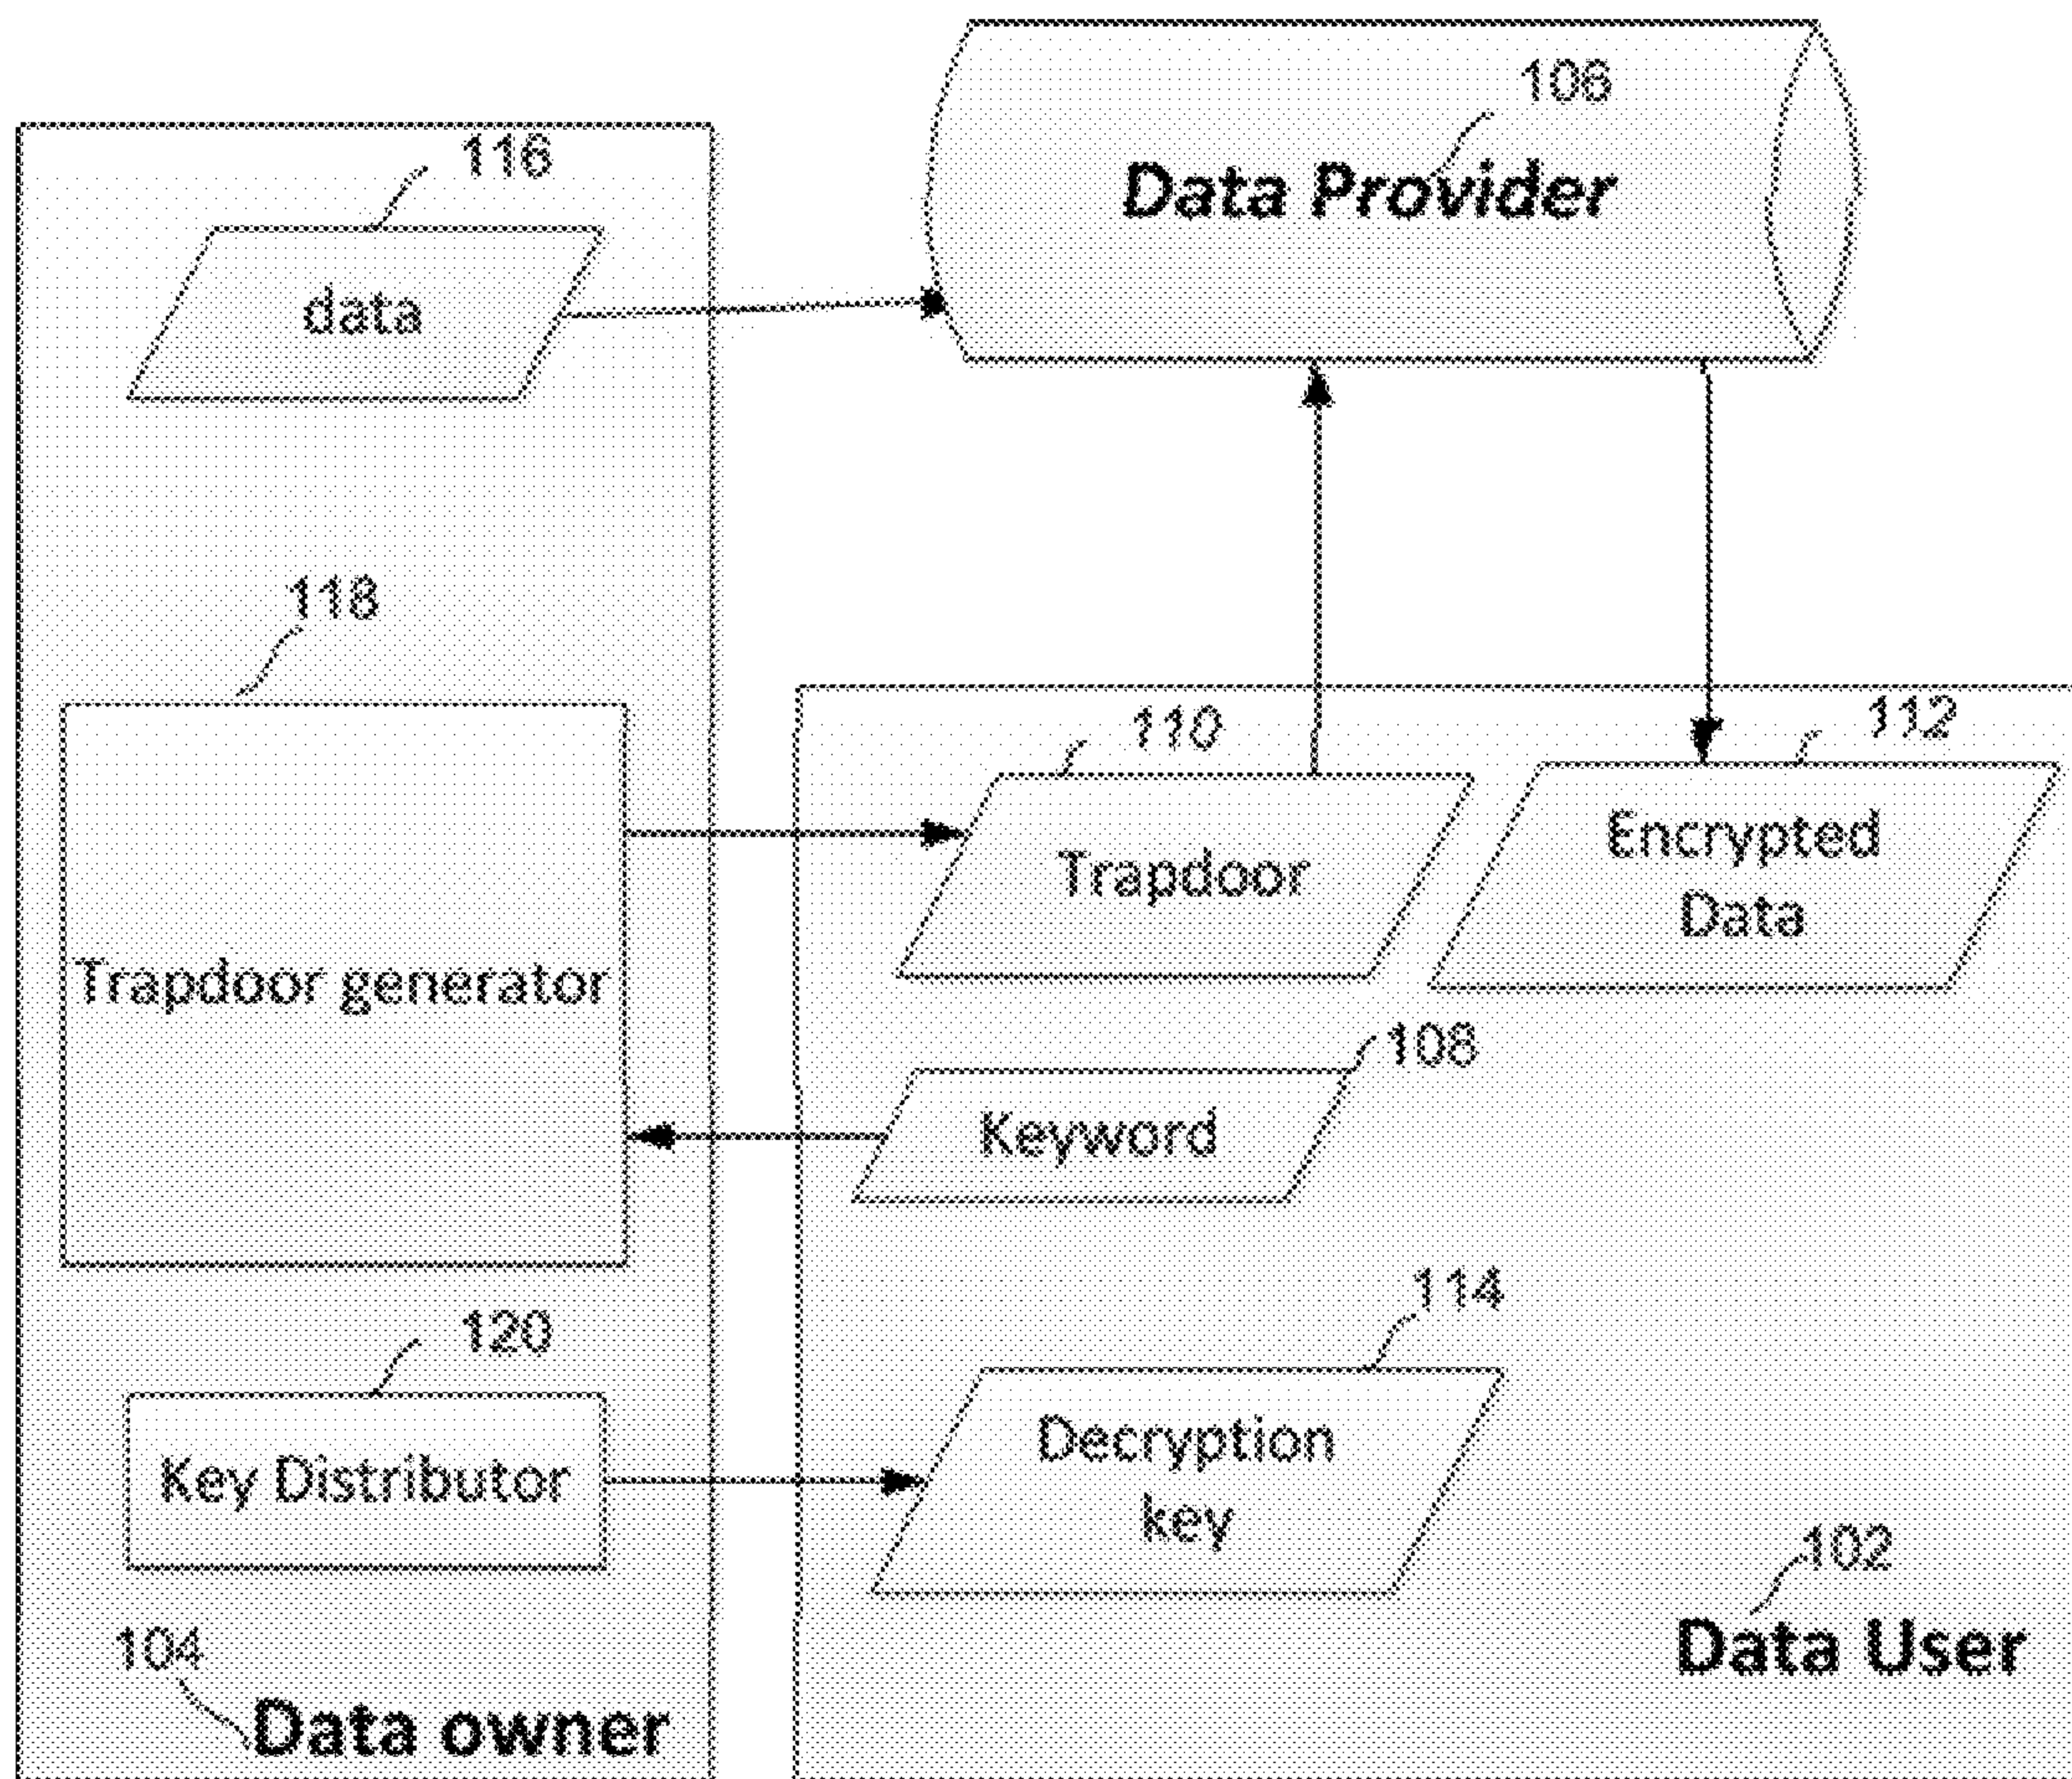 106
Data Provider
116
data
118
Trapdoor generator
110
Trapdoor
112
Encrypted
Data
108
Keyword
120
Key Distributor
114
Decryption
key
104
Data owner
102
Data User